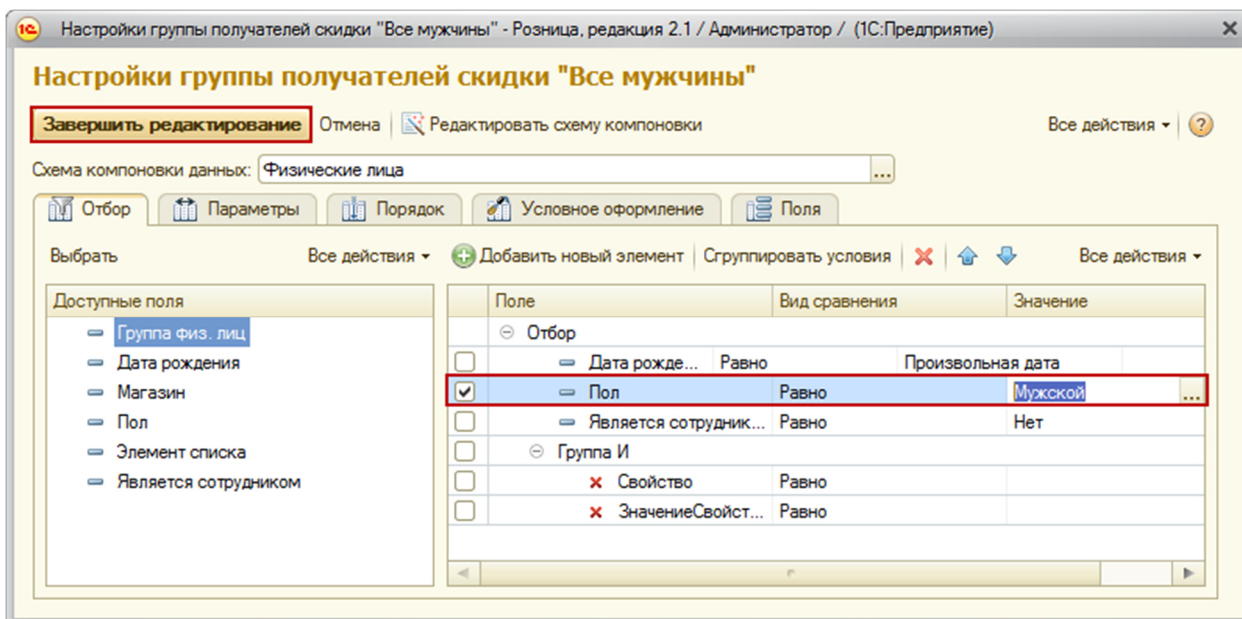 Настройки группы получателей скидки "Все мужчины" - Розница, редакция 2.1 / Администратор / (1С:Предприятие)
Настройки группы получателей скидки "Все мужчины"
Завершить редактирование Отмена Редактировать схему компоновки Все действия
Схема компоновки данных: Физические лица ...
Отбор Параметры Порядок Условное оформление Поля
Выбрать Все действия Добавить новый элемент Сгруппировать условия Все действия
Доступные поля
Группа физ. лиц
Дата рождения
Магазин
Пол
Элемент списка
Является сотрудником
Поле Вид сравнения Значение
Отбор
Дата рожде... Равно Произвольная дата
Пол Равно Мужской ...
Является сотрудник... Равно Нет
Группа И
Свойство Равно
ЗначениеСвойст... Равно